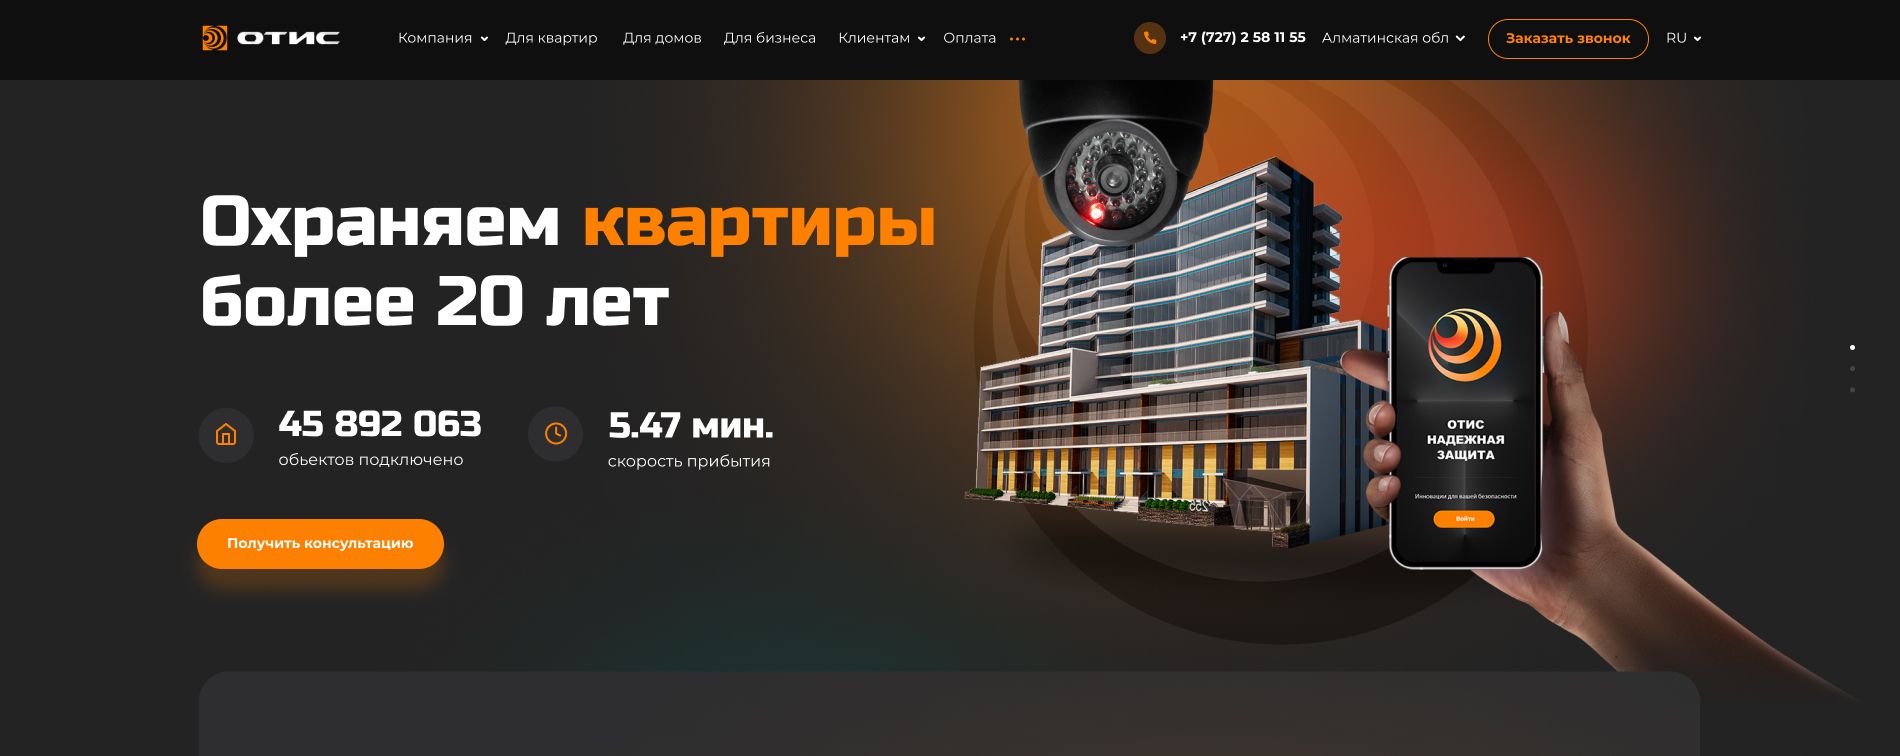 ОТИС
Компания
Для квартир
Для домов
Для бизнеса
Клиентам
Оплата
+7 (727) 2 58 11 55
Алматинская обл
Заказать звонок
RU
Охраняем квартиры
более 20 лет
45 892 063
обьектов подключено
5.47 мин.
скорость прибытия
Получить консультацию
ОТИС
НАДЕЖНАЯ
ЗАЩИТА
Инновации для вашей безопасности
Войти